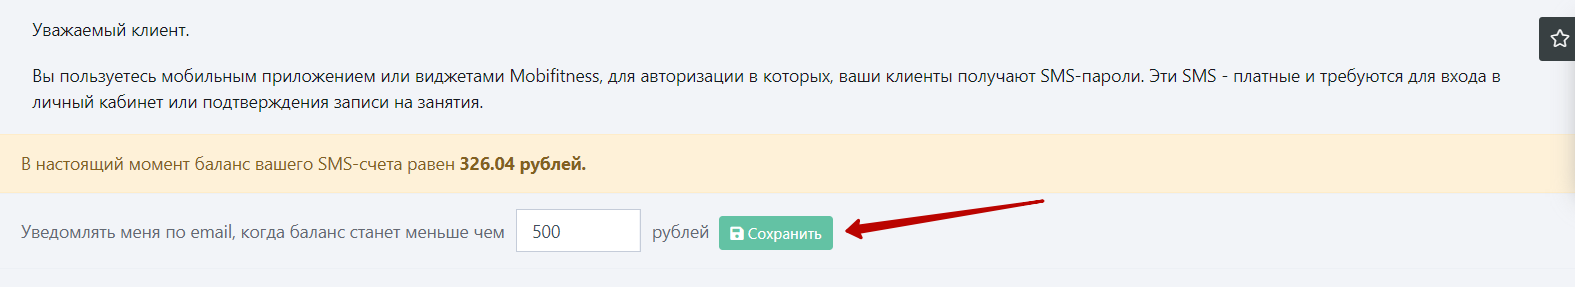 Уважаемый клиент.
Вы пользуетесь мобильным приложением или виджетами Mobifitness, для авторизации в которых, ваши клиенты получают SMS-пароли. Эти SMS - платные и требуются для входа в
личный кабинет или подтверждения записи на занятия.
В настоящий момент баланс вашего SMS-счета равен 326.04 рублей.
Уведомлять меня по email, когда баланс станет меньше чем 500 рублей Сохранить